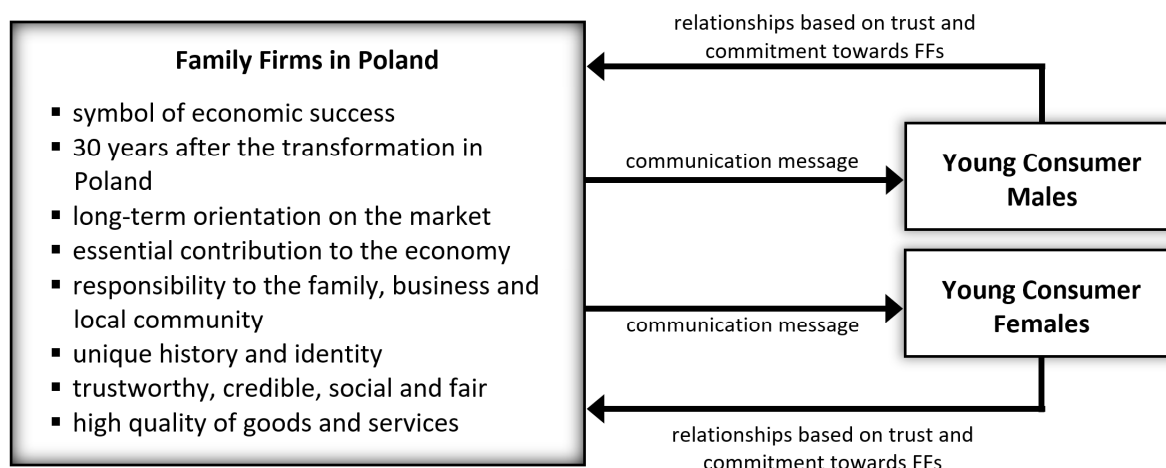 relationships based on trust and
commitment towards FFs
Family Firms in Poland
▪ symbol of economic success
▪ 30 years after the transformation in
Poland
▪ long-term orientation on the market
▪ essential contribution to the economy
▪ responsibility to the family, business and
local community
▪ unique history and identity
▪ trustworthy, credible, social and fair
▪ high quality of goods and services
communication message
Young Consumer
Males
Young Consumer
Females
communication message
relationships based on trust and
commitment towards FFs